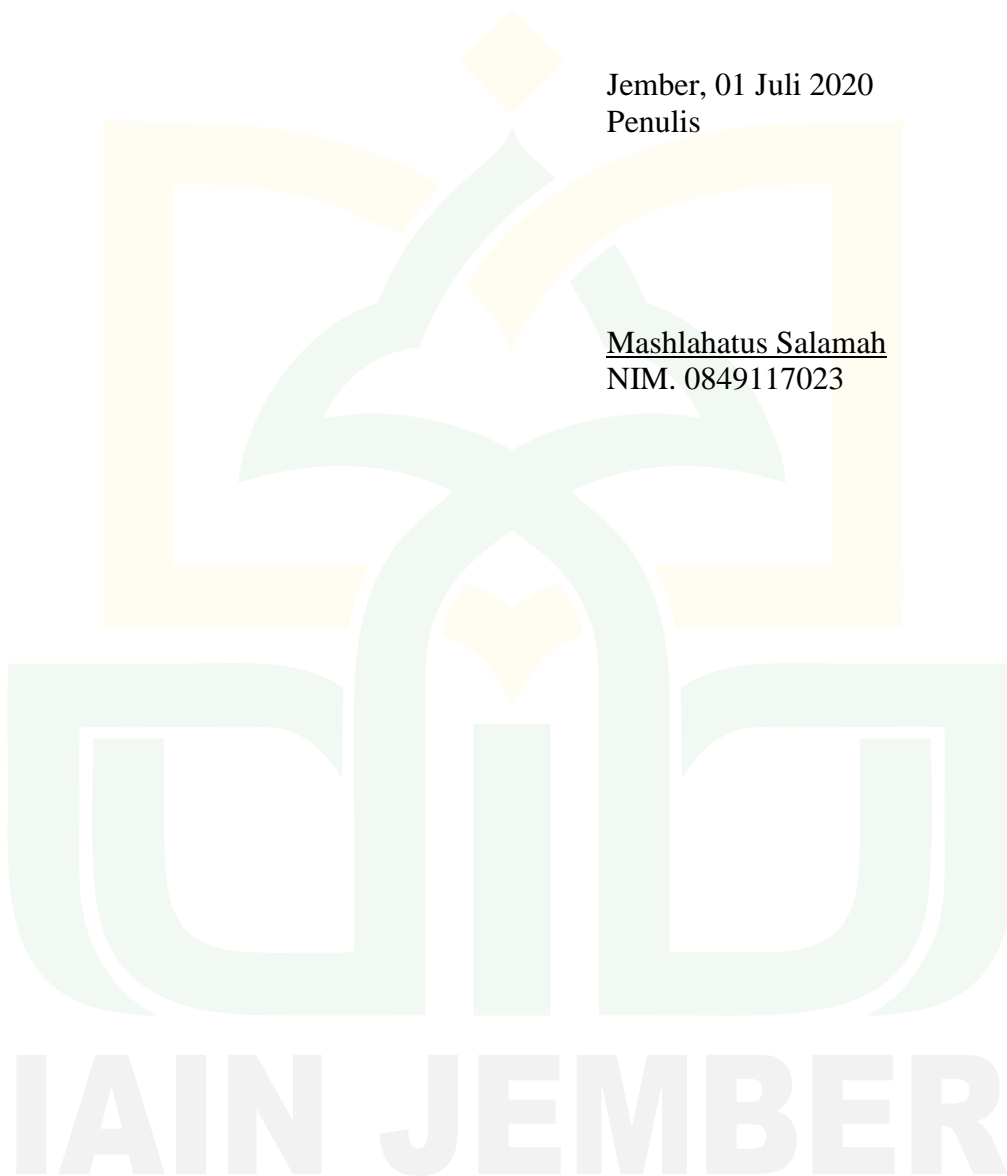 Jember, 01 Juli 2020
Penulis
Mashlahatus Salamah
NIM. 0849117023
IAIN JEMBER